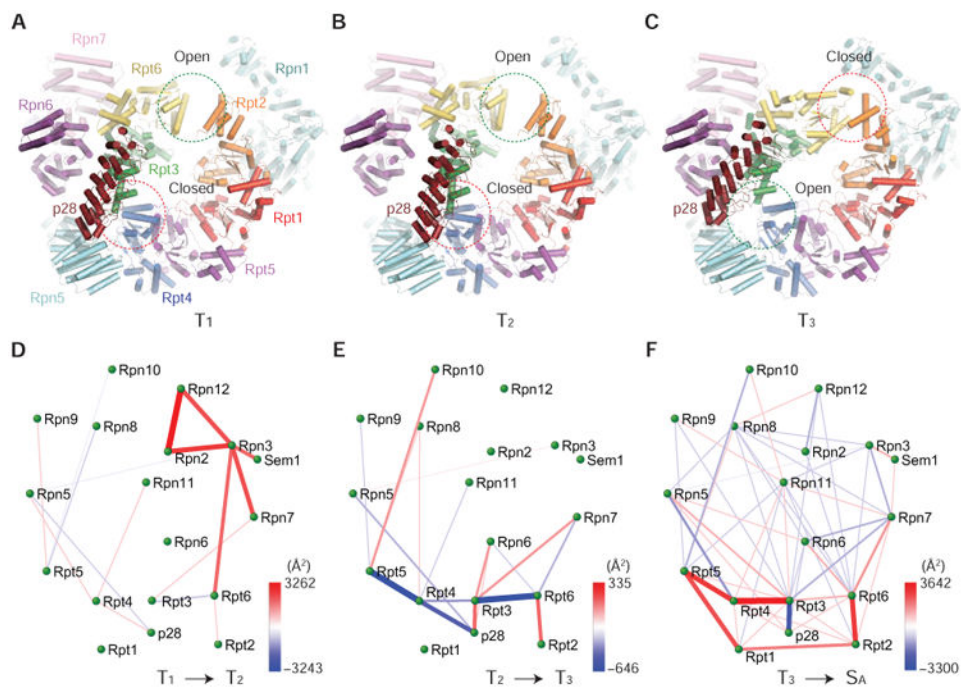 A
B
C
Rpn7
Open
Rpt6
Rpn1
Rpn6
Rpt2
Rpt3
Closed
p28
Rpt1
Rpt5
Rpn5
Rpt4
T1
Open
Closed
T2
Closed
Open
p28
T3
D
Rpn10
Rpn12
Rpn9
Rpn8
Rpn3
Rpn2
Sem1
Rpn5
Rpn11
Rpn7
Rpn6
(Å²)
3262
Rpt5
Rpt4
Rpt3
Rpt6
p28
Rpt1
Rpt2
−3243
T1 → T2
E
Rpn10
Rpn12
Rpn9
Rpn8
Rpn3
Rpn2
Sem1
Rpn5
Rpn11
Rpn7
Rpn6
(Å²)
335
Rpt5
Rpt4
Rpt3
Rpt6
p28
Rpt1
Rpt2
−646
T2 → T3
F
Rpn10
Rpn12
Rpn9
Rpn8
Rpn3
Rpn2
Sem1
Rpn5
Rpn11
Rpn7
Rpn6
(Å²)
3642
Rpt5
Rpt4
Rpt3
Rpt6
p28
Rpt1
Rpt2
−3300
T3 → SA